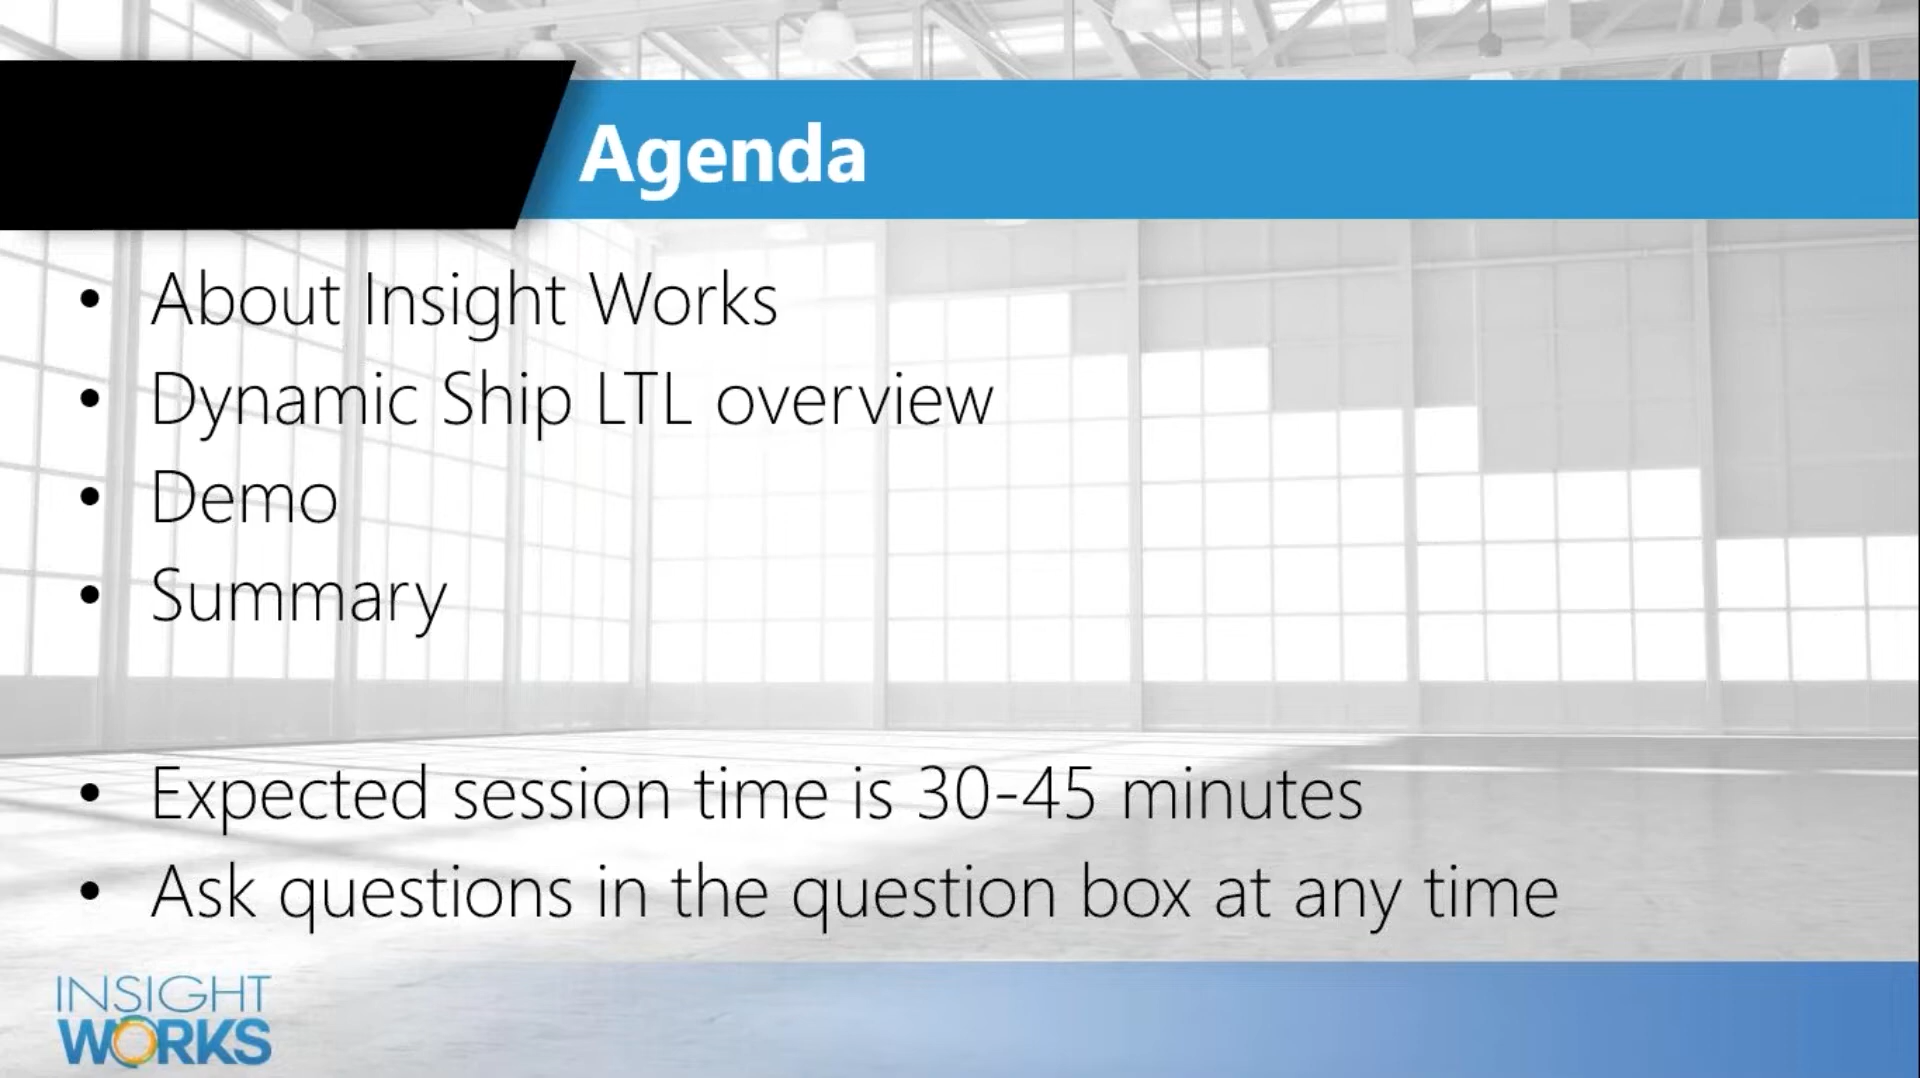 Agenda
• About Insight Works
• Dynamic Ship LTL overview
• Demo
• Summary
• Expected session time is 30-45 minutes
• Ask questions in the question box at any time
INSIGHT
WORKS